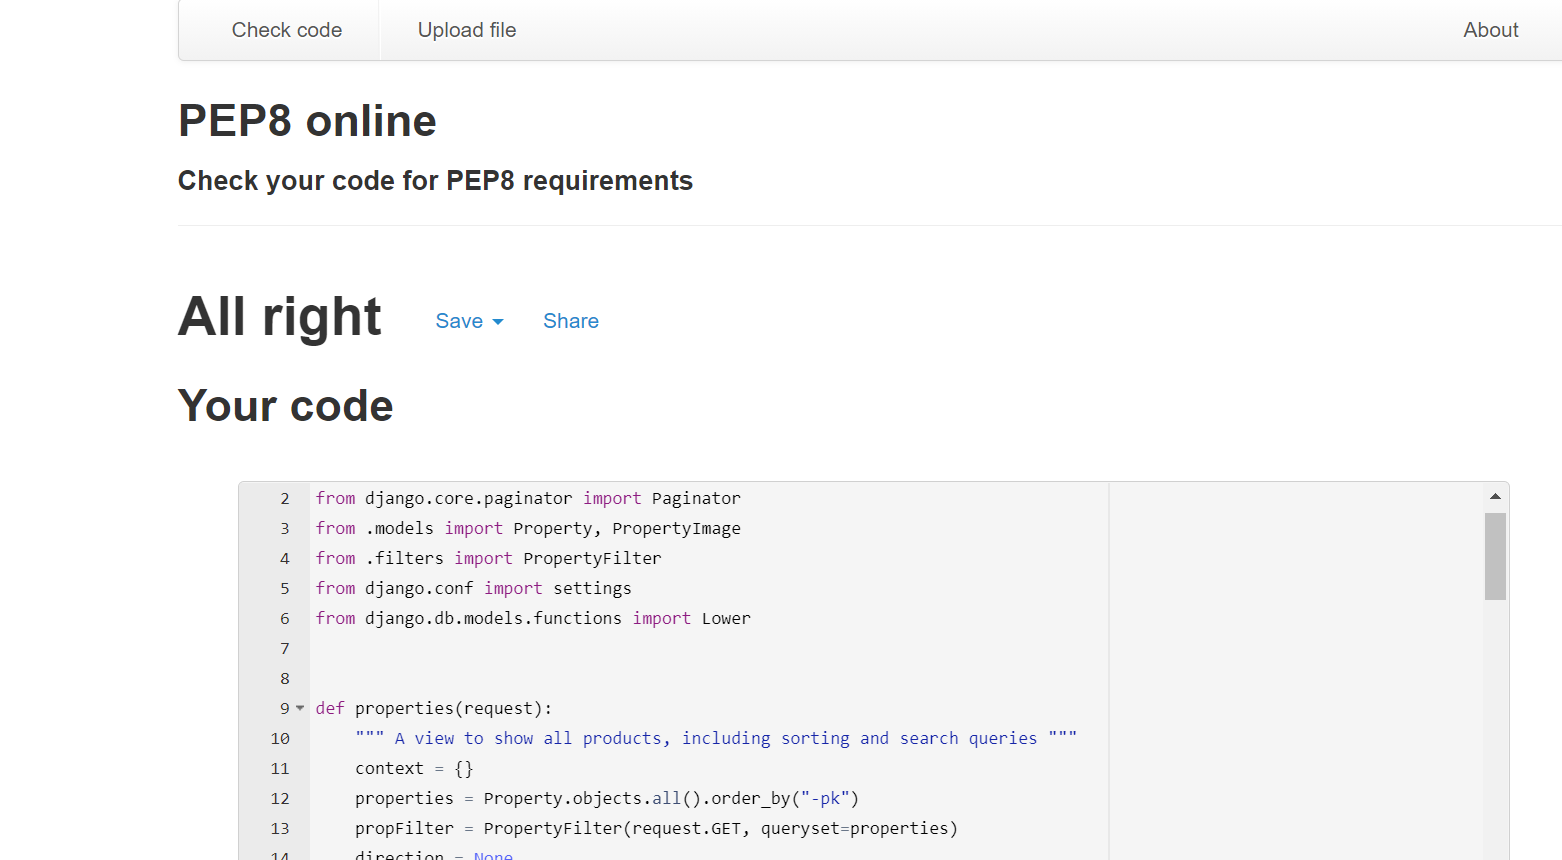 Check code Upload file About
PEP8 online
Check your code for PEP8 requirements
All right Save Share
Your code
2 from django.core.paginator import Paginator
3 from .models import Property, PropertyImage
4 from .filters import PropertyFilter
5 from django.conf import settings
6 from django.db.models.functions import Lower
7
8
9 def properties(request):
10     """ A view to show all products, including sorting and search queries """
11     context = {}
12     properties = Property.objects.all().order_by("-pk")
13     propFilter = PropertyFilter(request.GET, queryset=properties)
14     direction = None